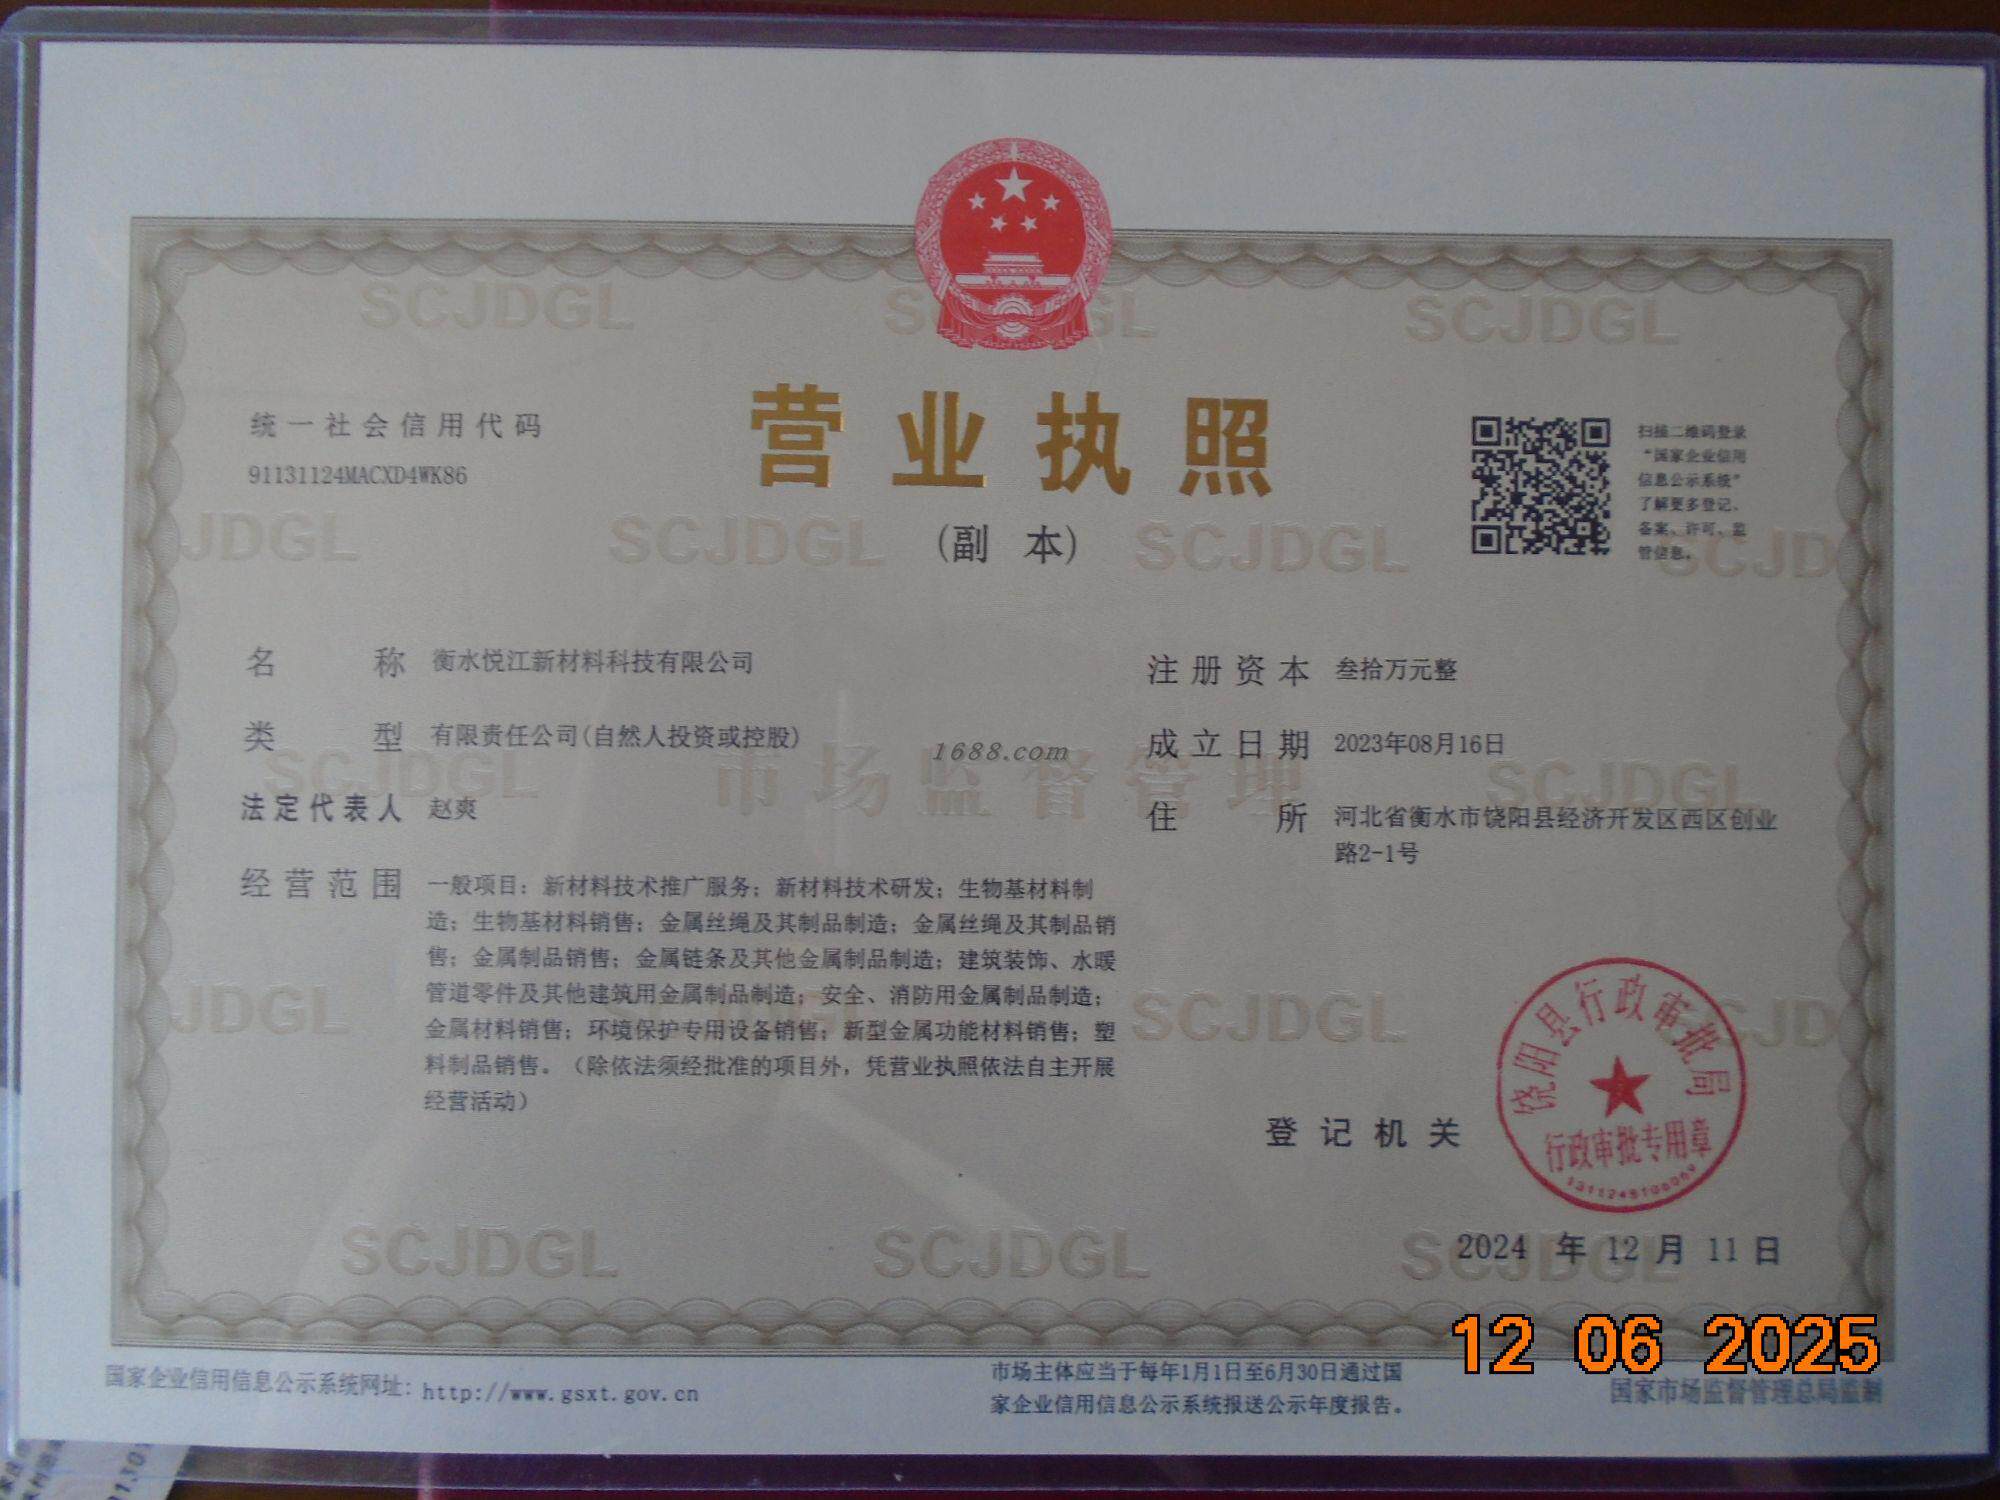 营业执照
(副 本)
统一社会信用代码
91131124MACXD4WK86
扫描二维码登录
“国家企业信用
信息公示系统”
了解更多登记、
备案、许可、监
管信息。
名 称 衡水悦江新材料科技有限公司
类 型 有限责任公司(自然人投资或控股)
法定代表人 赵爽
经营范围 一般项目：新材料技术推广服务；新材料技术研发；生物基材料制
造；生物基材料销售；金属丝绳及其制品制造；金属丝绳及其制品销
售；金属制品销售；金属链条及其他金属制品制造；建筑装饰、水暖
管道零件及其他建筑用金属制品制造；安全、消防用金属制品制造；
金属材料销售；环境保护专用设备销售；新型金属功能材料销售；塑
料制品销售。（除依法须经批准的项目外，凭营业执照依法自主开展
经营活动）
注册资本 叁拾万元整
成立日期 2023年08月16日
住 所 河北省衡水市饶阳县经济开发区西区创业
路2-1号
1688.com
市场监督管理
SCJDGL SCJDGL SCJDGL
JDGL SCJDGL SCJDGL SCJD
SCJDGL SCJDGL
JDGL SCJDGL SCJD
SCJDGL SCJDGL SCJDGL
登记机关
饶阳县行政审批局
行政审批专用章
2024 年 12 月 11 日
12 06 2025
国家企业信用信息公示系统网址：http://www.gsxt.gov.cn
市场主体应当于每年1月1日至6月30日通过国
家企业信用信息公示系统报送公示年度报告。
国家市场监督管理总局监制